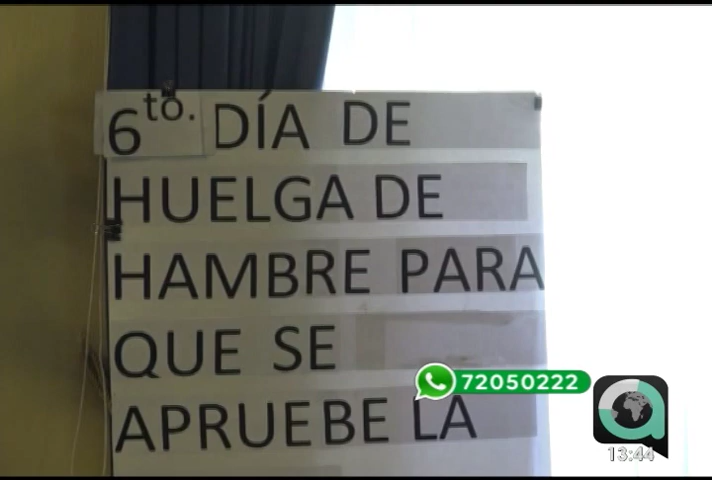 6to. DÍA DE
HUELGA DE
HAMBRE PARA
QUE SE
APRUEBE LA
72050222
13:44